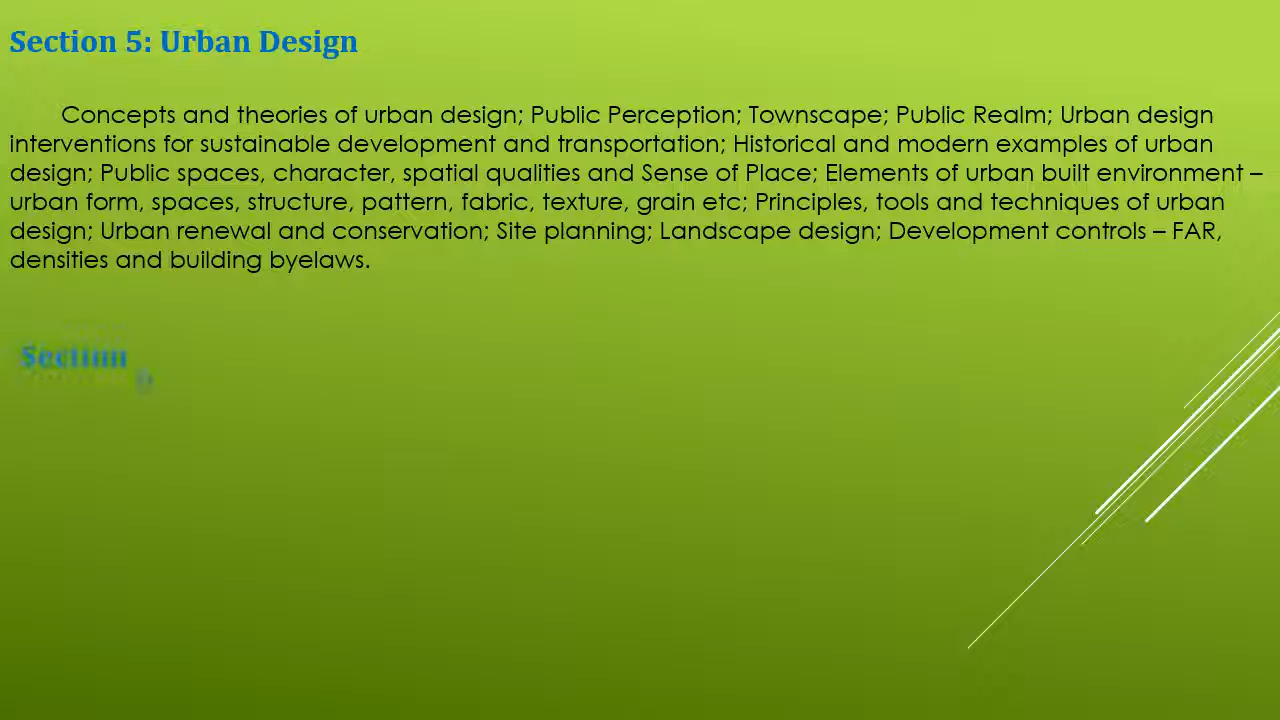 Section 5: Urban Design
Concepts and theories of urban design; Public Perception; Townscape; Public Realm; Urban design
interventions for sustainable development and transportation; Historical and modern examples of urban
design; Public spaces, character, spatial qualities and Sense of Place; Elements of urban built environment –
urban form, spaces, structure, pattern, fabric, texture, grain etc; Principles, tools and techniques of urban
design; Urban renewal and conservation; Site planning; Landscape design; Development controls – FAR,
densities and building byelaws.
Section